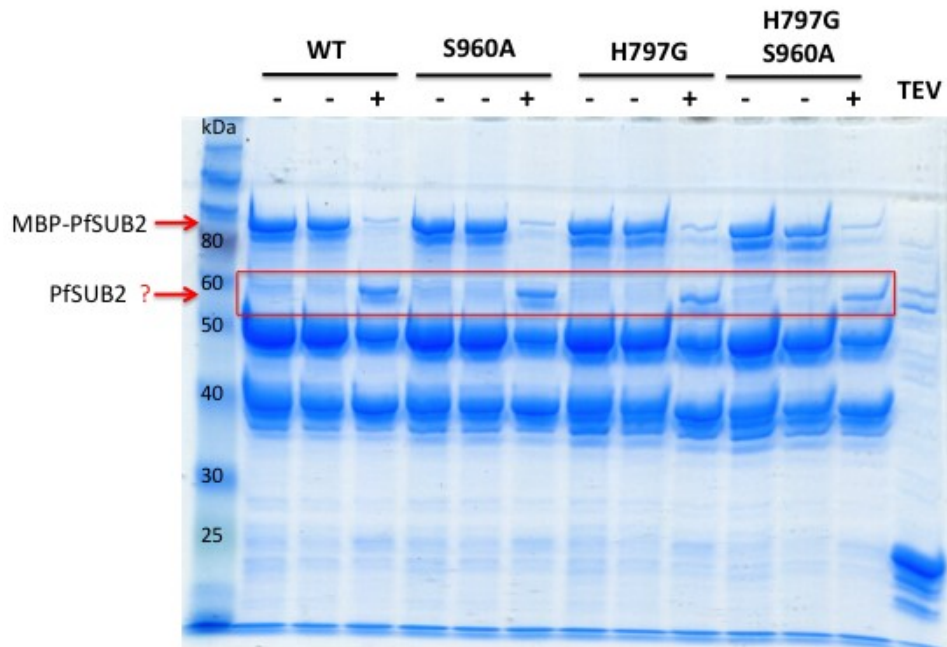 WT S960A H797G H797G
S960A TEV
- - + - - + - - + - - +
kDa
MBP-PfSUB2
80
60
PfSUB2 ?
50
40
30
25